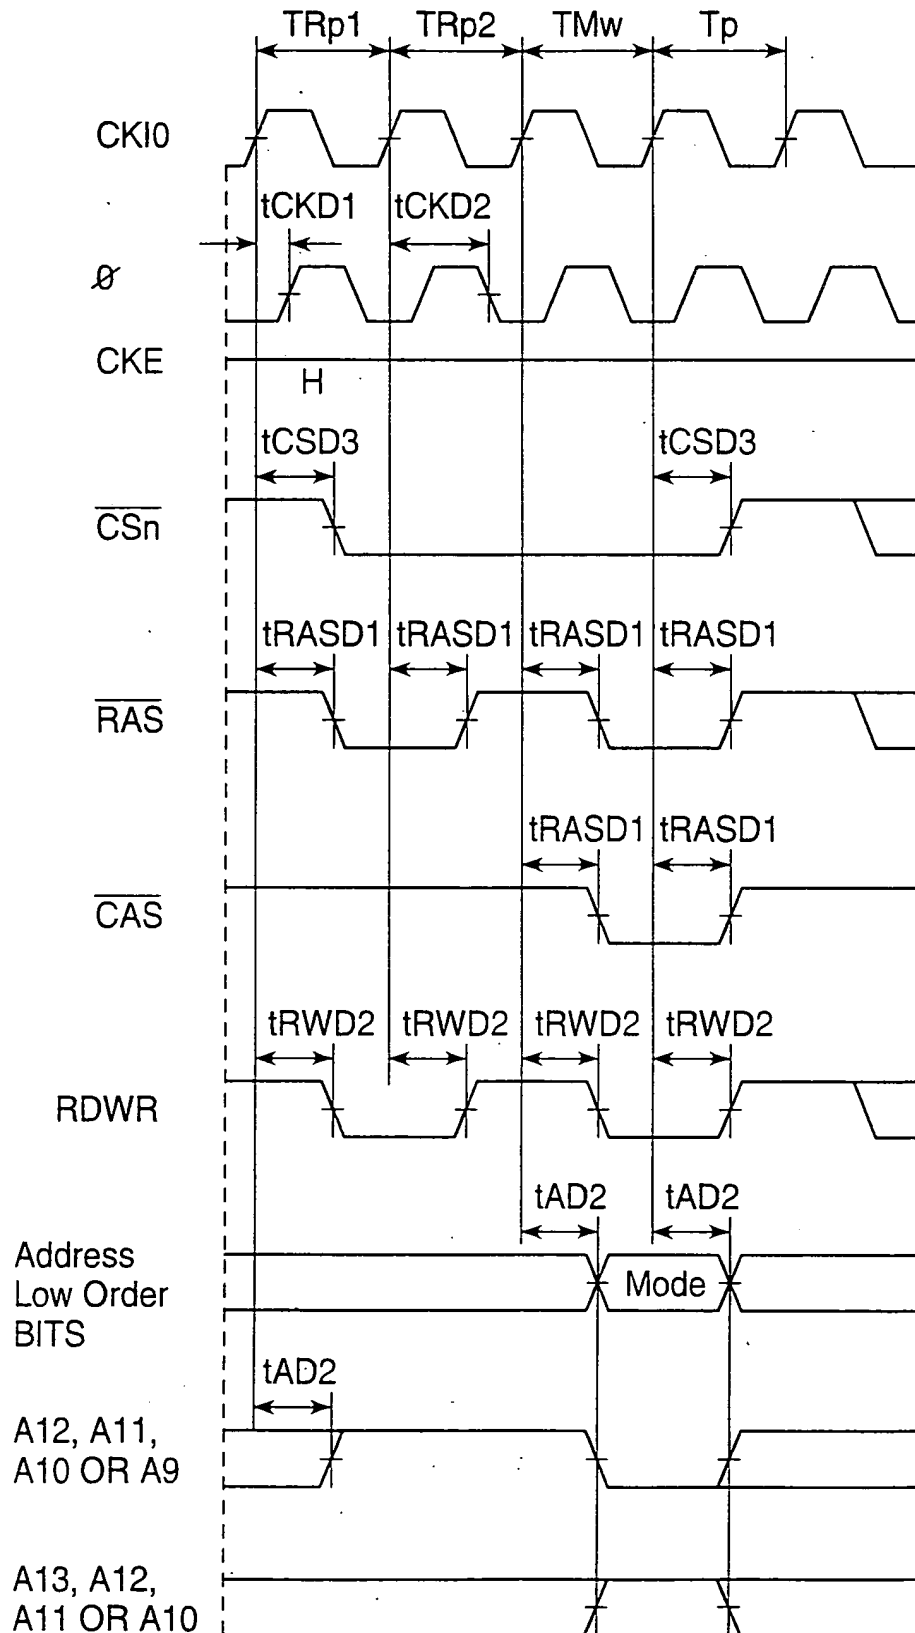 TRp1 TRp2 TMw Tp
CKI0
tCKD1 tCKD2
Ø
CKE
H
tCSD3 tCSD3
CSn
tRASD1 tRASD1 tRASD1 tRASD1
RAS
tRASD1 tRASD1
CAS
tRWD2 tRWD2 tRWD2 tRWD2
RDWR
tAD2 tAD2
Address
Low Order
BITS
Mode
tAD2
A12, A11,
A10 OR A9
A13, A12,
A11 OR A10